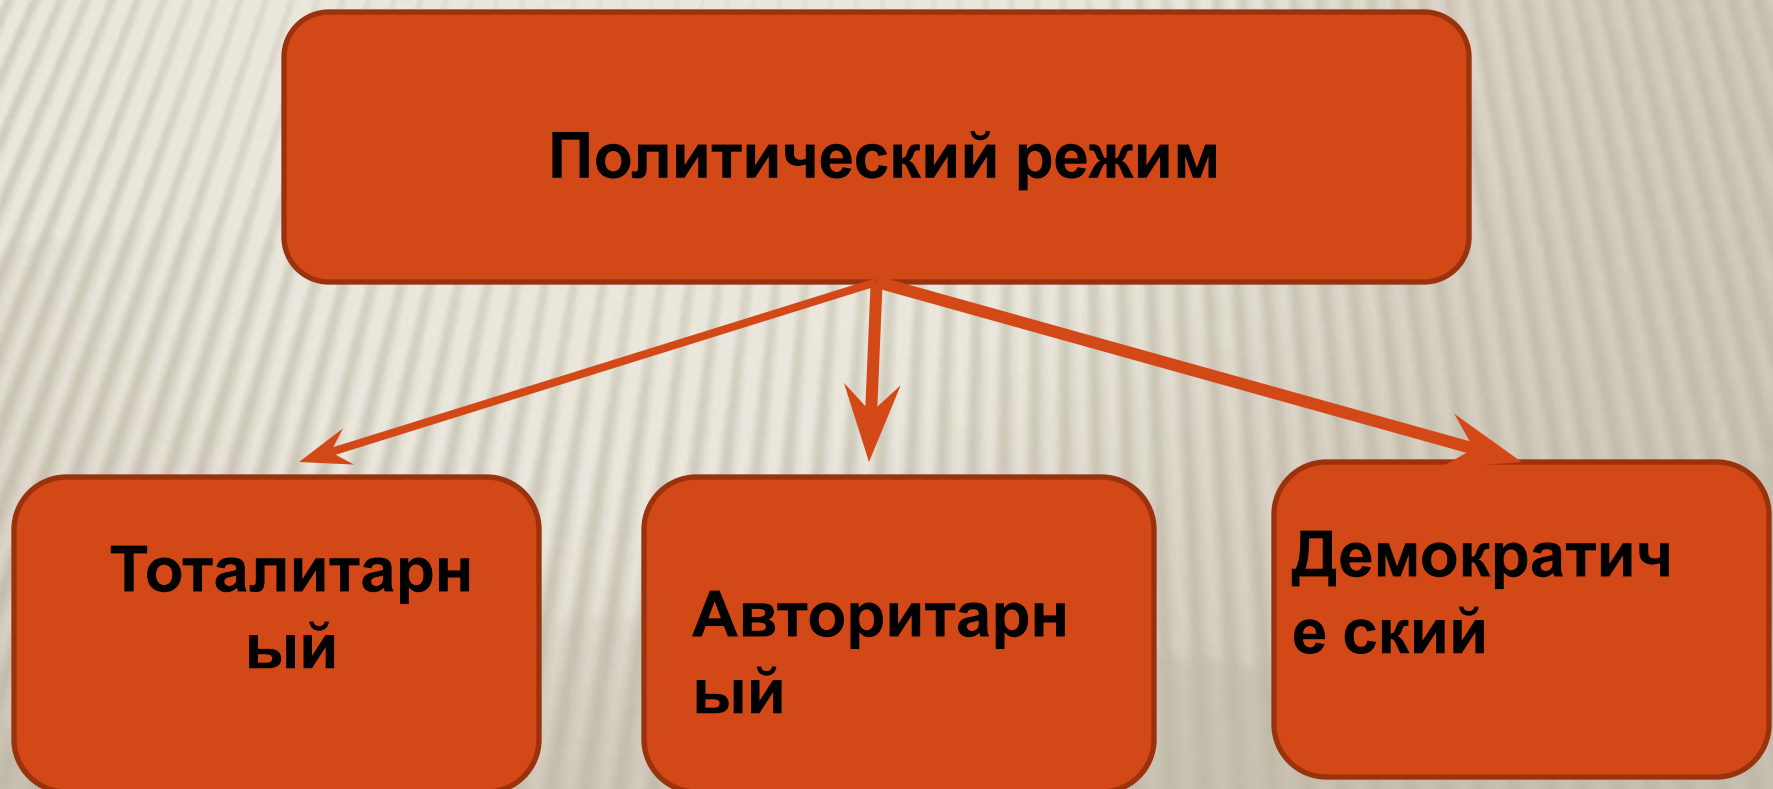 Политический режим
Тоталитарн
ый
Авторитарн
ый
Демократич
е ский